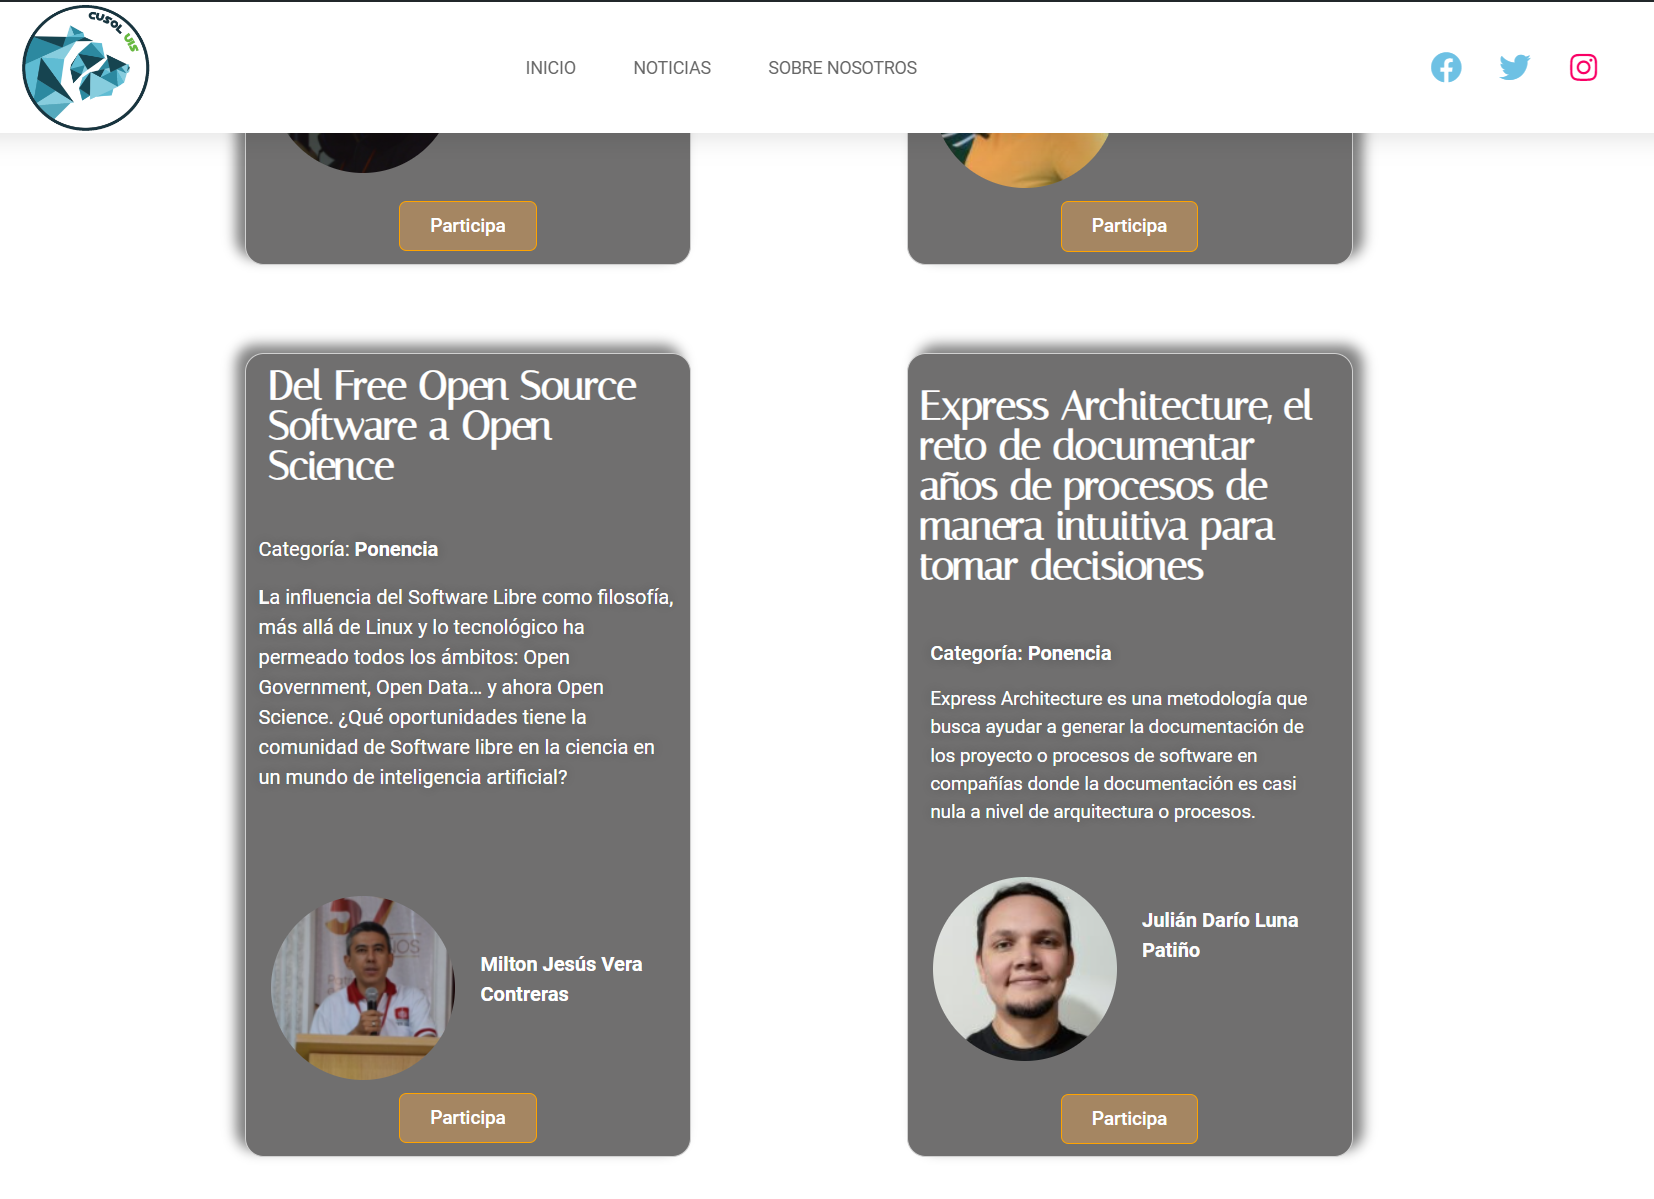 CUSOL UIS
INICIO
NOTICIAS
SOBRE NOSOTROS
Participa
Participa
Del Free Open Source
Software a Open
Science
Categoría: Ponencia
La influencia del Software Libre como filosofía,
más allá de Linux y lo tecnológico ha
permeado todos los ámbitos: Open
Government, Open Data... y ahora Open
Science. ¿Qué oportunidades tiene la
comunidad de Software libre en la ciencia en
un mundo de inteligencia artificial?
Milton Jesús Vera
Contreras
Participa
Express Architecture, el
reto de documentar
años de procesos de
manera intuitiva para
tomar decisiones
Categoría: Ponencia
Express Architecture es una metodología que
busca ayudar a generar la documentación de
los proyecto o procesos de software en
compañías donde la documentación es casi
nula a nivel de arquitectura o procesos.
Julián Darío Luna
Patiño
Participa